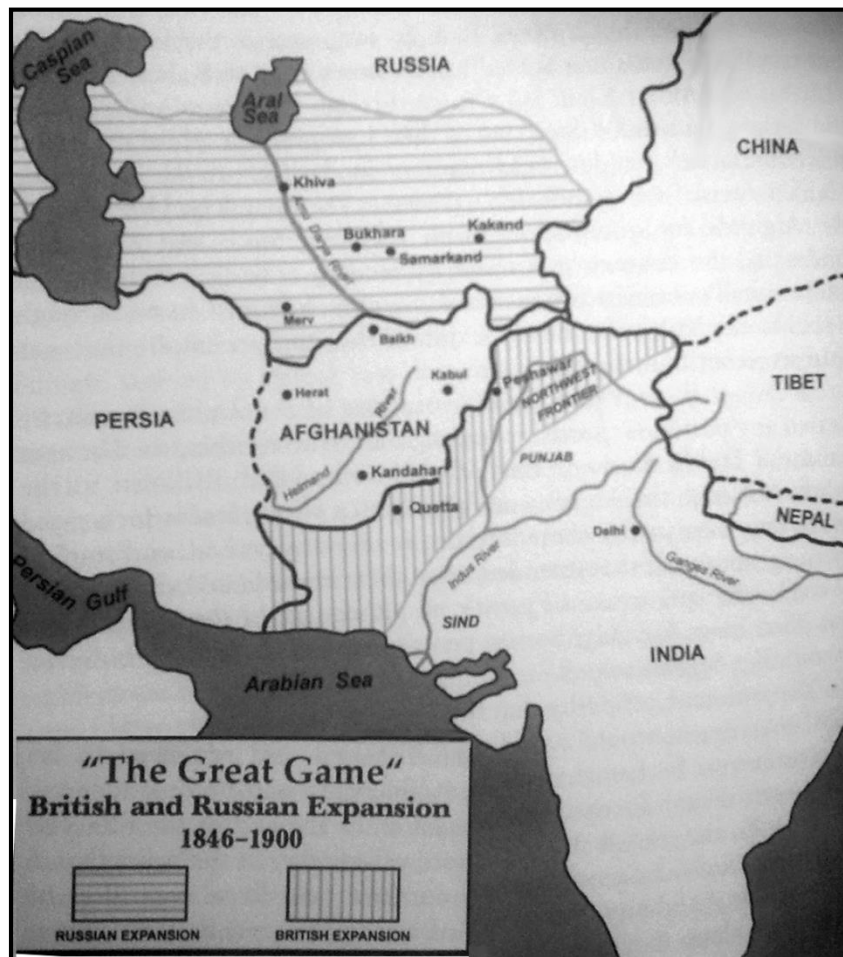 Caspian
Sea
RUSSIA
Aral
Sea
CHINA
Khiva
Amu Darya River
Bukhara
Kakand
Samarkand
Merv
Balkh
Kabul
Peshawar
NORTHWEST
FRONTIER
TIBET
Herat
River
PERSIA
AFGHANISTAN
PUNJAB
Helmand
Kandahar
Quetta
NEPAL
Delhi
Indus River
Ganges River
Persian Gulf
SIND
INDIA
Arabian Sea
"The Great Game"
British and Russian Expansion
1846–1900
RUSSIAN EXPANSION
BRITISH EXPANSION